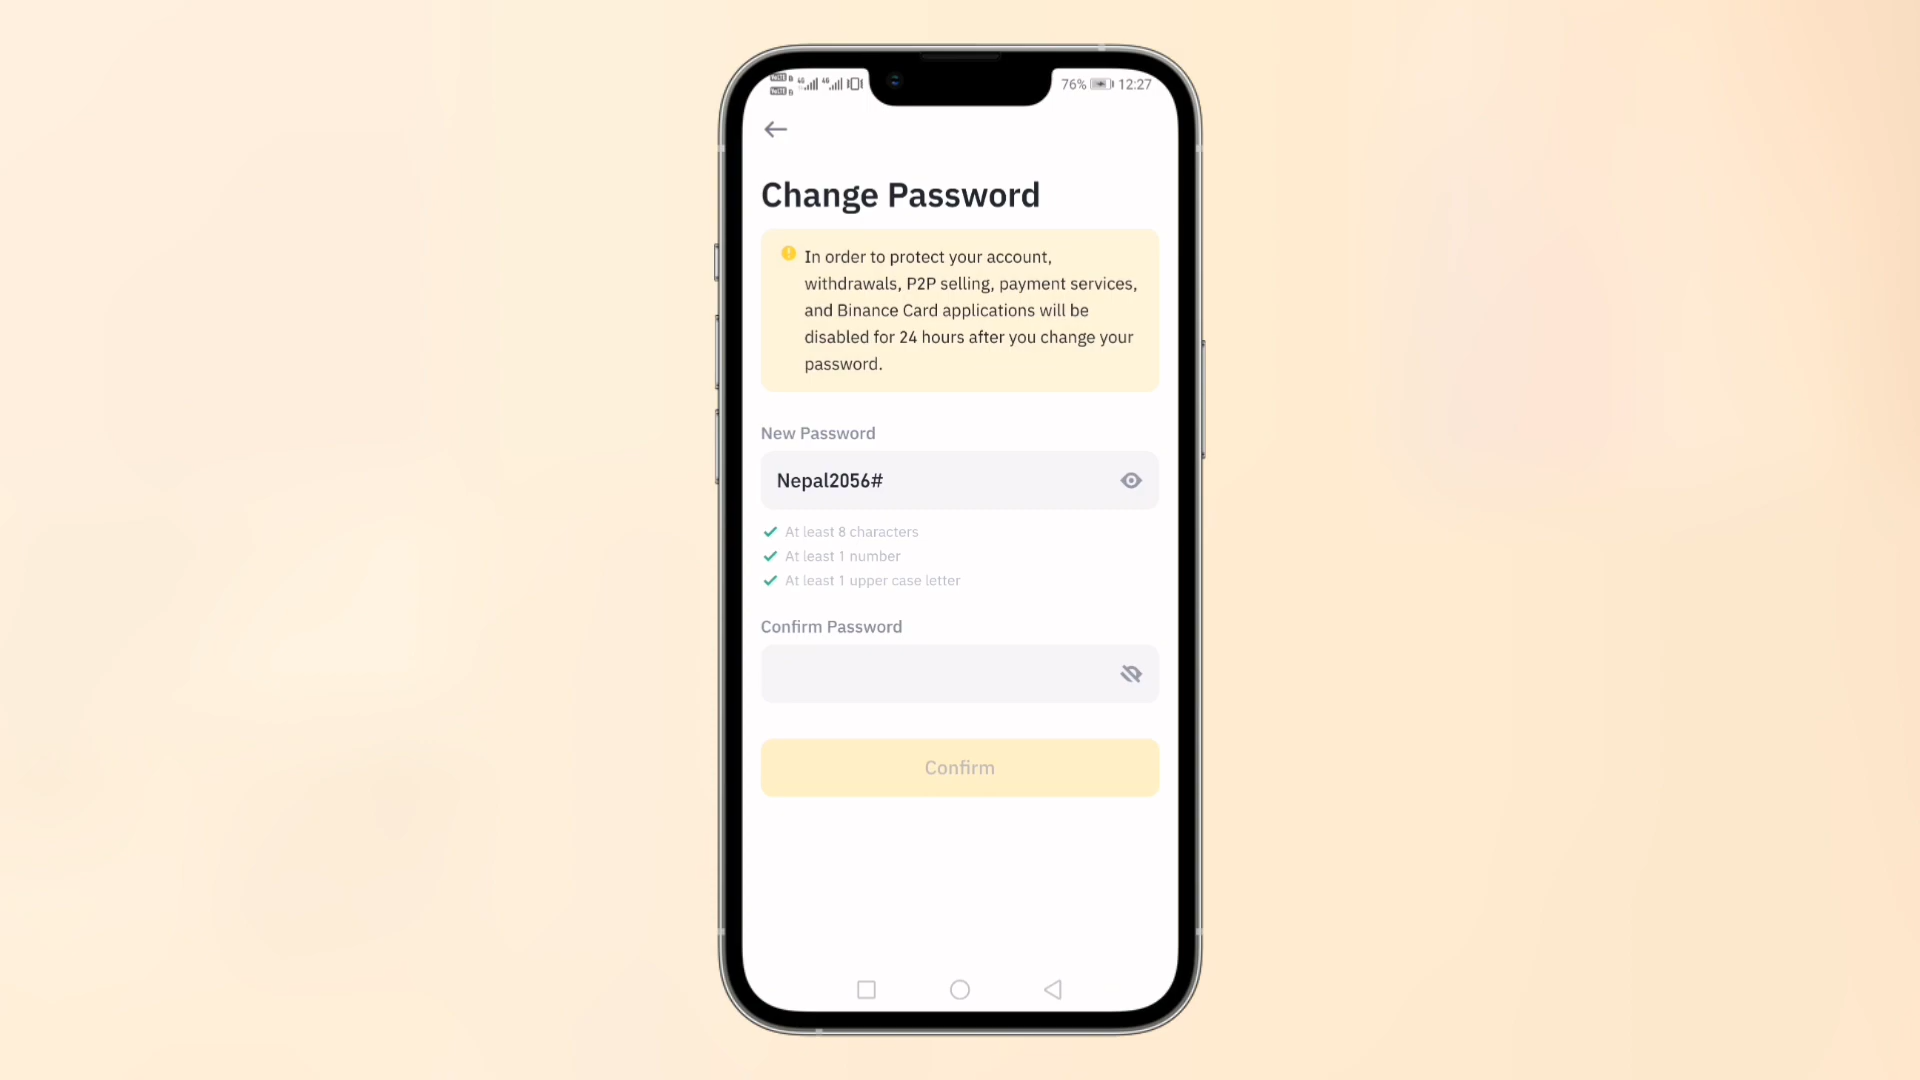 76% 12:27
Change Password
In order to protect your account,
withdrawals, P2P selling, payment services,
and Binance Card applications will be
disabled for 24 hours after you change your
password.
New Password
Nepal2056#
At least 8 characters
At least 1 number
At least 1 upper case letter
Confirm Password
Confirm